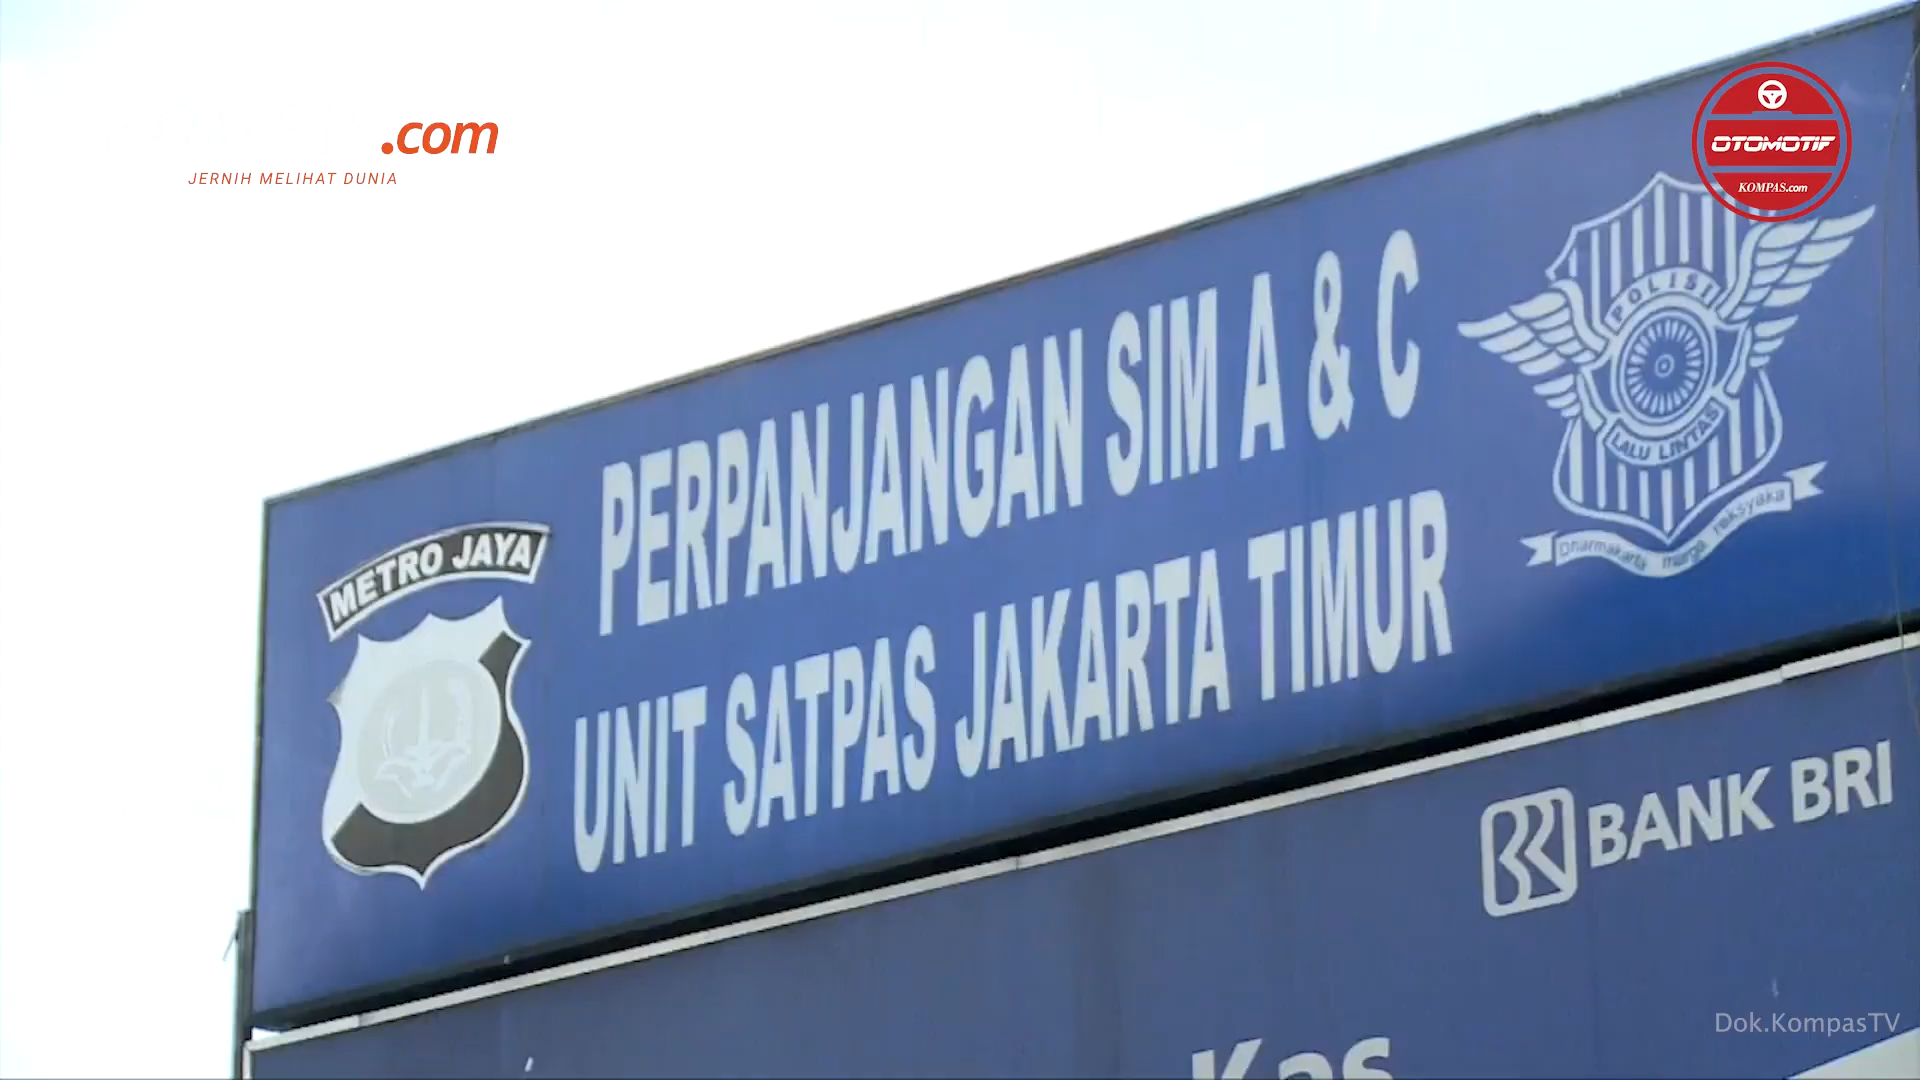 .com
JERNIH MELIHAT DUNIA
OTOMOTIF
KOMPAS.com
PERPANJANGAN SIM A & C
UNIT SATPAS JAKARTA TIMUR
METRO JAYA
POLISI
LALU LINTAS
Dharmakarta marga reksyaka
BANK BRI
Kas
Dok.KompasTV